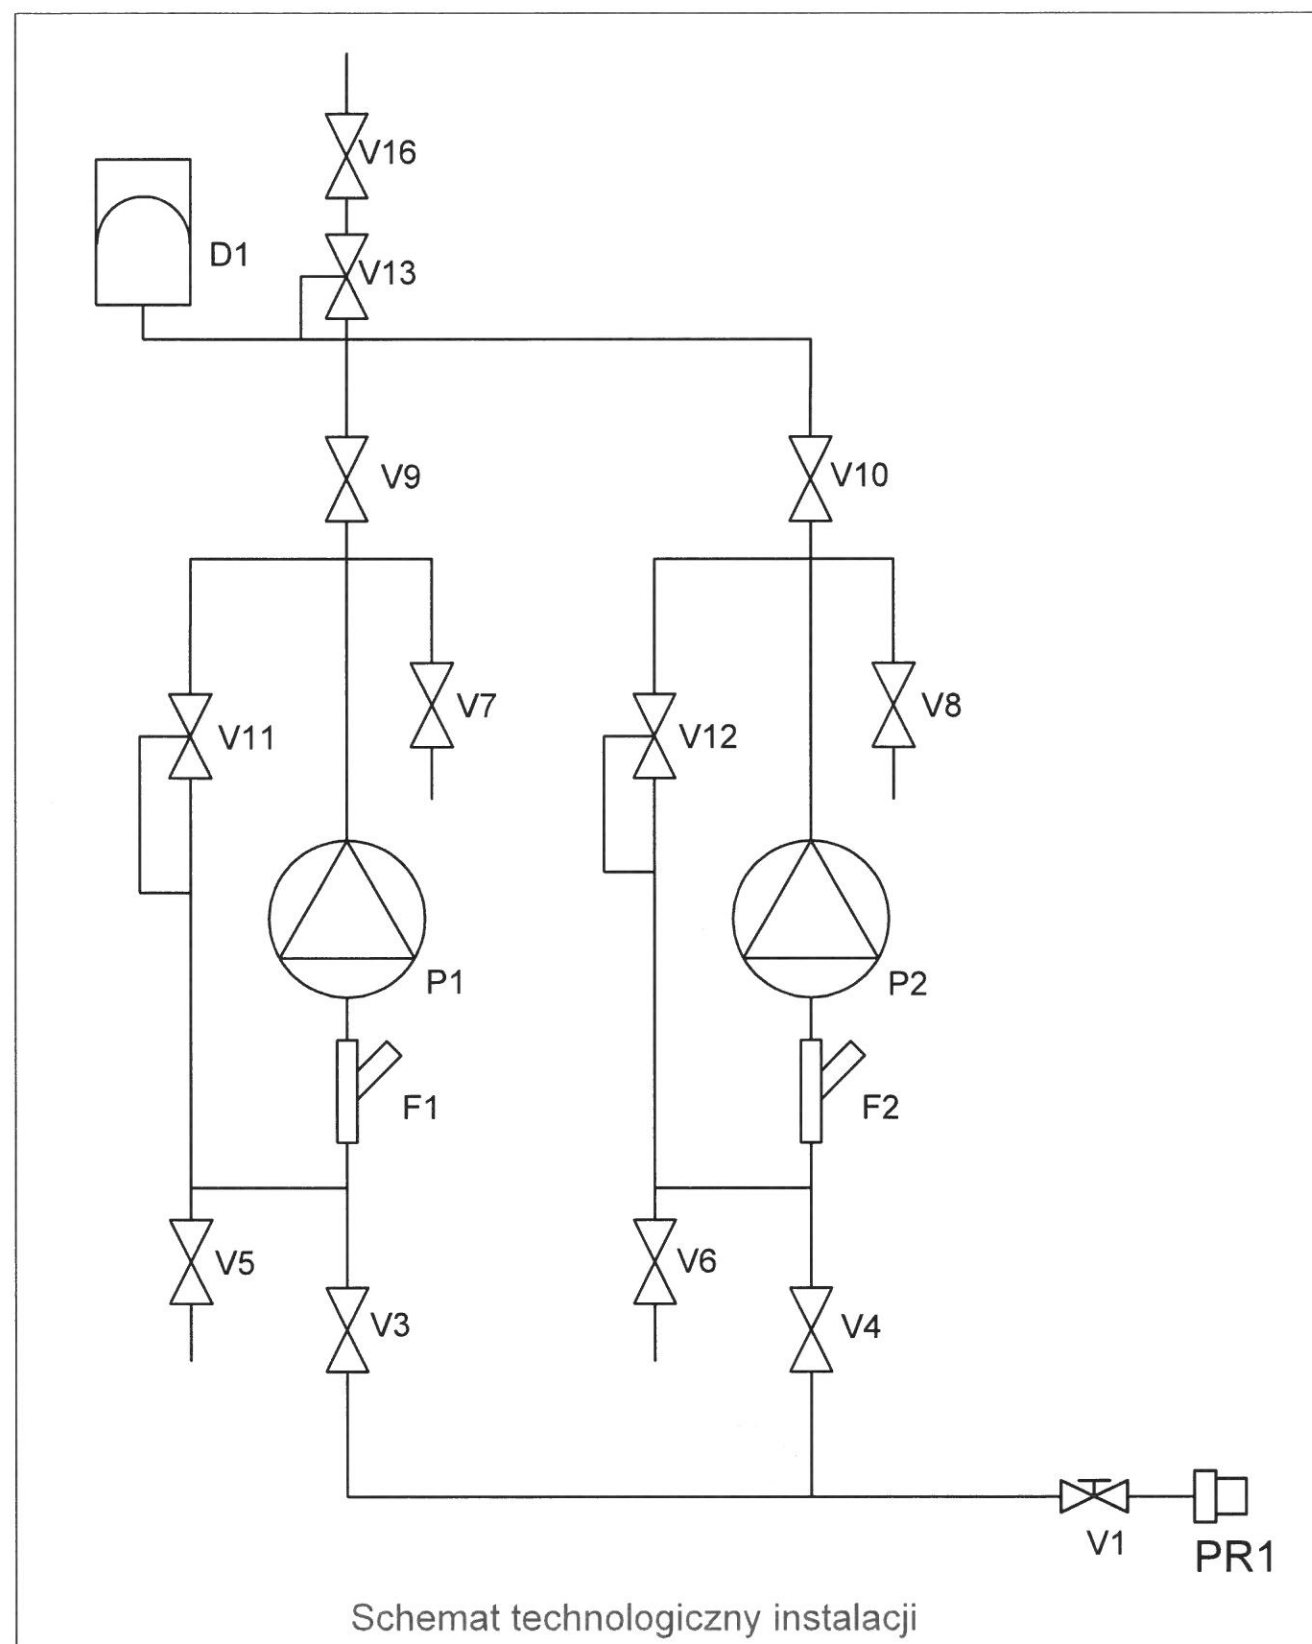 V16
D1
V13
V9
V10
V7
V8
V11
V12
P1
P2
F1
F2
V5
V6
V3
V4
V1
PR1
Schemat technologiczny instalacji